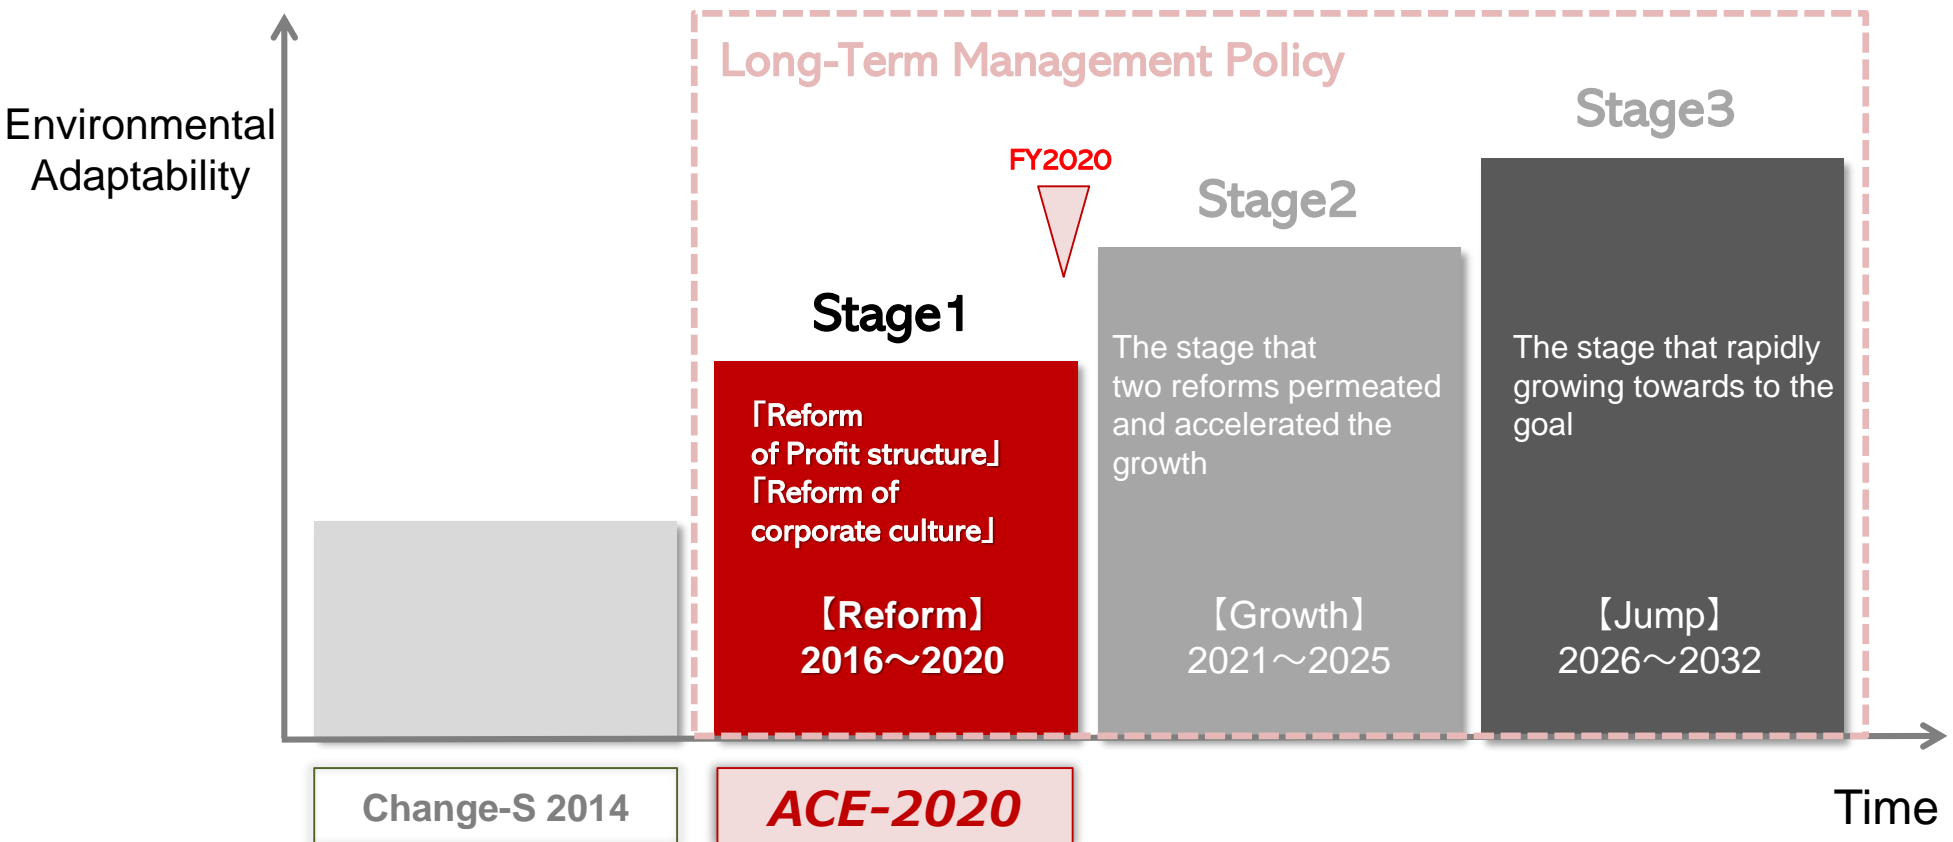 Long-Term Management Policy
Environmental
Adaptability
Stage3
FY2020
Stage2
Stage1
｢Reform
of Profit structure｣
｢Reform of
corporate culture｣
【Reform】
2016～2020
The stage that
two reforms permeated
and accelerated the
growth
【Growth】
2021～2025
The stage that rapidly
growing towards to the
goal
【Jump】
2026～2032
Change-S 2014
ACE-2020
Time